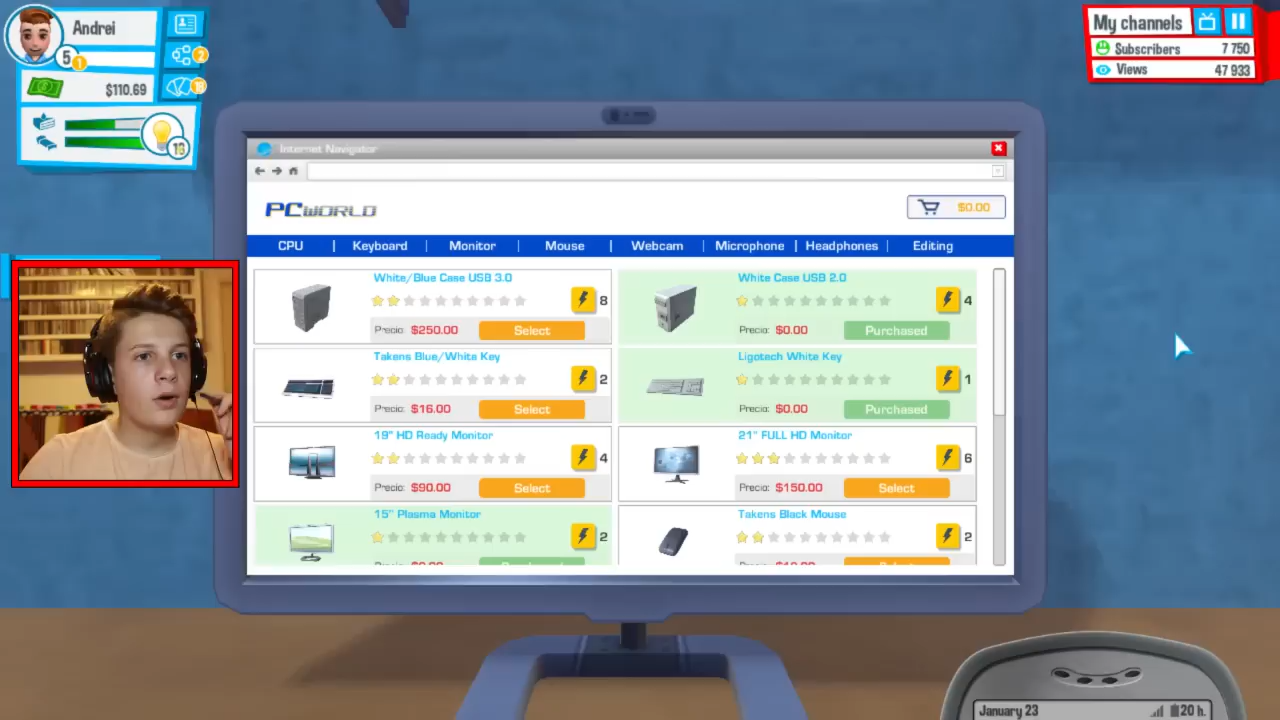 Andrei
5
1
2
$110.69
18
18
My channels
Subscribers 7 750
Views 47 933
Internet Navigator
PCWORLD
$0.00
CPU | Keyboard | Monitor | Mouse | Webcam | Microphone | Headphones | Editing
White/Blue Case USB 3.0
8
Precio: $250.00 Select
White Case USB 2.0
4
Precio: $0.00 Purchased
Takens Blue/White Key
2
Precio: $16.00 Select
Ligotech White Key
1
Precio: $0.00 Purchased
19" HD Ready Monitor
4
Precio: $90.00 Select
21" FULL HD Monitor
6
Precio: $150.00 Select
15" Plasma Monitor
2
Takens Black Mouse
2
January 23 20 h.